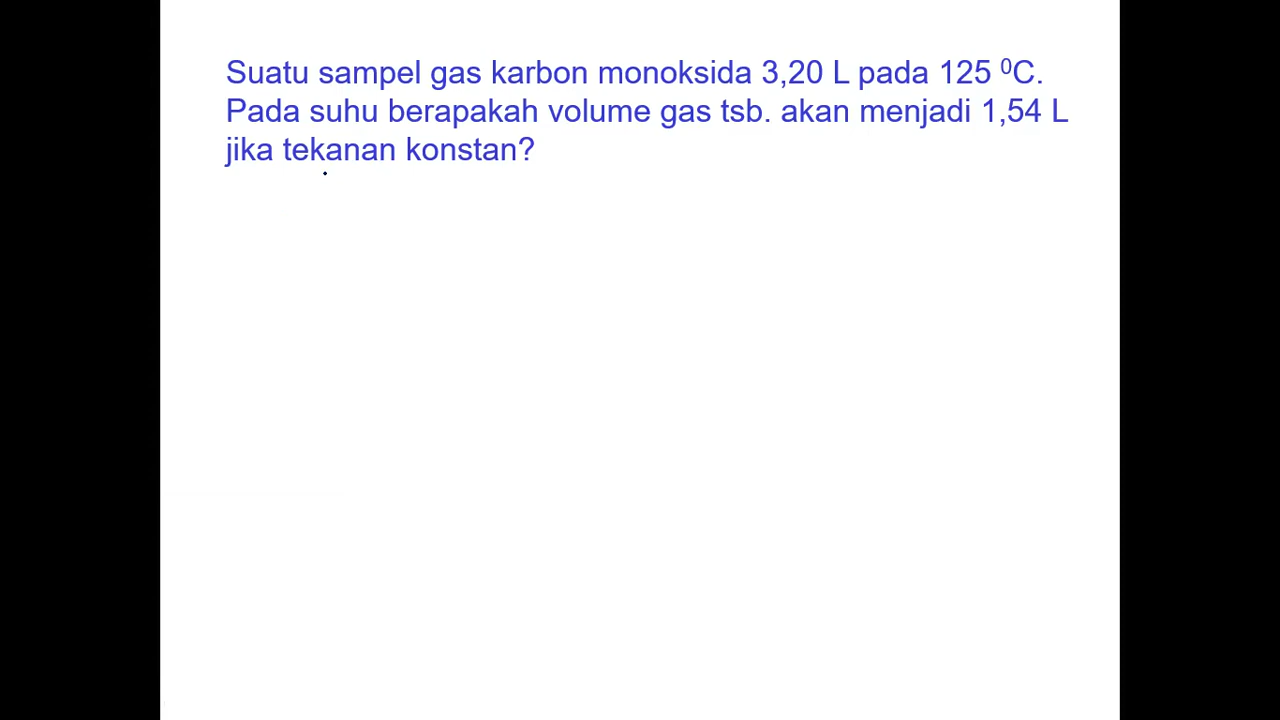 Suatu sampel gas karbon monoksida 3,20 L pada 125 ⁰C.
Pada suhu berapakah volume gas tsb. akan menjadi 1,54 L
jika tekanan konstan?